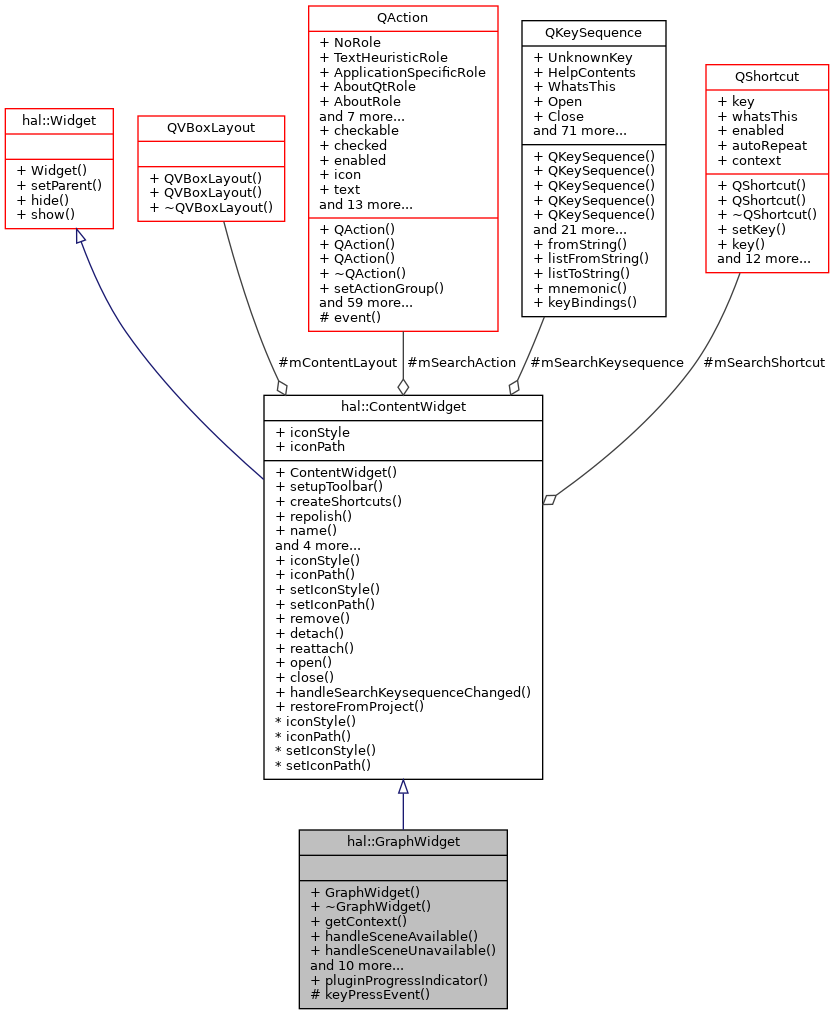 QAction
+ NoRole
+ TextHeuristicRole
+ ApplicationSpecificRole
+ AboutQtRole
+ AboutRole
and 7 more...
+ checkable
+ checked
+ enabled
+ icon
+ text
and 13 more...
+ QAction()
+ QAction()
+ QAction()
+ ~QAction()
+ setActionGroup()
and 59 more...
# event()
QKeySequence
+ UnknownKey
+ HelpContents
+ WhatsThis
+ Open
+ Close
and 71 more...
+ QKeySequence()
+ QKeySequence()
+ QKeySequence()
+ QKeySequence()
+ QKeySequence()
and 21 more...
+ fromString()
+ listFromString()
+ listToString()
+ mnemonic()
+ keyBindings()
QShortcut
+ key
+ whatsThis
+ enabled
+ autoRepeat
+ context
+ QShortcut()
+ QShortcut()
+ ~QShortcut()
+ setKey()
+ key()
and 12 more...
hal::Widget
+ Widget()
+ setParent()
+ hide()
+ show()
QVBoxLayout
+ QVBoxLayout()
+ QVBoxLayout()
+ ~QVBoxLayout()
#mContentLayout
#mSearchAction
#mSearchKeysequence
#mSearchShortcut
hal::ContentWidget
+ iconStyle
+ iconPath
+ ContentWidget()
+ setupToolbar()
+ createShortcuts()
+ repolish()
+ name()
and 4 more...
+ iconStyle()
+ iconPath()
+ setIconStyle()
+ setIconPath()
+ remove()
+ detach()
+ reattach()
+ open()
+ close()
+ handleSearchKeysequenceChanged()
+ restoreFromProject()
* iconStyle()
* iconPath()
* setIconStyle()
* setIconPath()
hal::GraphWidget
+ GraphWidget()
+ ~GraphWidget()
+ getContext()
+ handleSceneAvailable()
+ handleSceneUnavailable()
and 10 more...
+ pluginProgressIndicator()
# keyPressEvent()